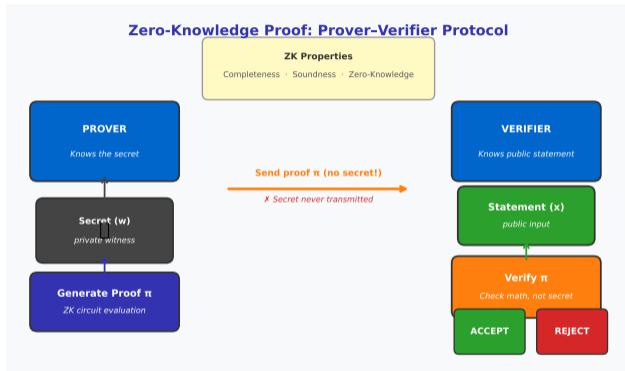 Zero-Knowledge Proof: Prover–Verifier Protocol
ZK Properties
Completeness · Soundness · Zero-Knowledge
PROVER
Knows the secret
VERIFIER
Knows public statement
Send proof π (no secret!)
✗ Secret never transmitted
Secret (w)
private witness
Statement (x)
public input
Generate Proof π
ZK circuit evaluation
Verify π
Check math, not secret
ACCEPT
REJECT